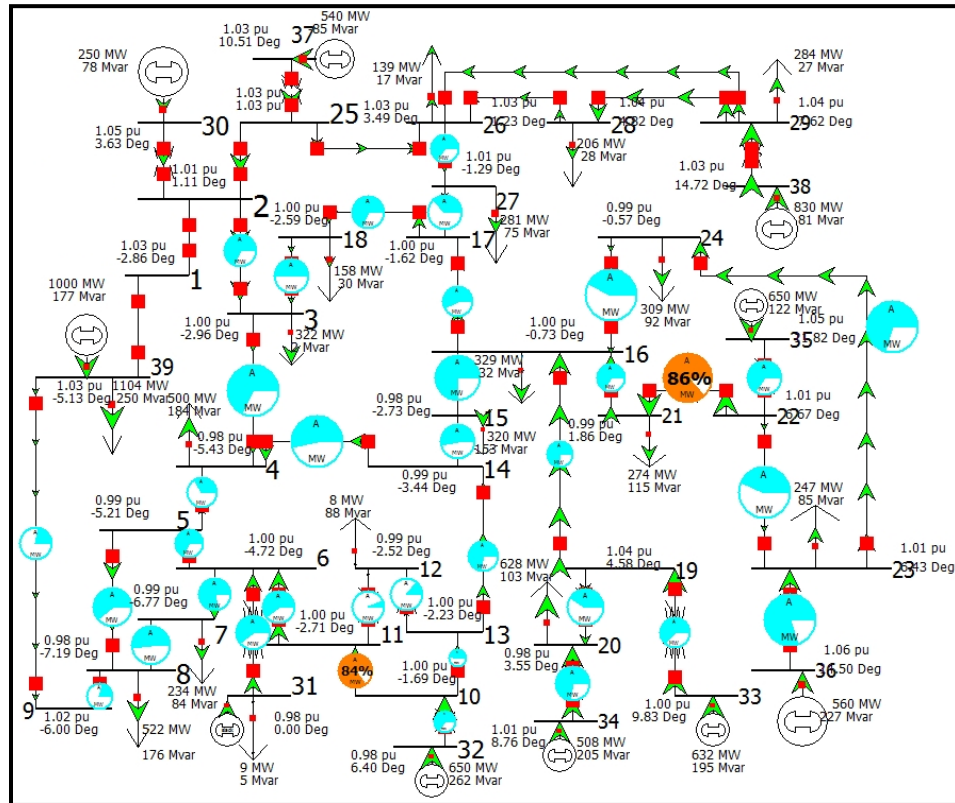 540 MW
85 Mvar
37
1.03 pu
10.51 Deg
250 MW
78 Mvar
139 MW
17 Mvar
284 MW
27 Mvar
1.03 pu
1.03 pu
1.03 pu
3.49 Deg
1.03 pu
1.04 pu
1.04 pu
30
25
26
28
29
1.05 pu
3.63 Deg
1.01 pu
1.11 Deg
1.01 pu
-1.29 Deg
206 MW
28 Mvar
1.03 pu
14.72 Deg
38
830 MW
81 Mvar
2
1.00 pu
-2.59 Deg
18
27
281 MW
75 Mvar
17
0.99 pu
-0.57 Deg
24
1.03 pu
-2.86 Deg
1
1.00 pu
-1.62 Deg
158 MW
30 Mvar
1000 MW
177 Mvar
309 MW
92 Mvar
650 MW
122 Mvar
1.05 pu
35
1.00 pu
-2.96 Deg
3
322 MW
1.00 pu
-0.73 Deg
16
329 MW
32 Mvar
39
1.03 pu
-5.13 Deg
1104 MW
250 Mvar
500 MW
184 Mvar
86%
21
22
1.01 pu
6.67 Deg
0.98 pu
-2.73 Deg
15
0.99 pu
1.86 Deg
0.98 pu
-5.43 Deg
4
320 MW
153 Mvar
14
0.99 pu
-3.44 Deg
274 MW
115 Mvar
247 MW
85 Mvar
0.99 pu
-5.21 Deg
5
8 MW
88 Mvar
1.00 pu
-4.72 Deg
6
0.99 pu
-2.52 Deg
12
628 MW
103 Mvar
1.04 pu
4.58 Deg
19
1.01 pu
23
0.99 pu
-6.77 Deg
7
1.00 pu
-2.71 Deg
11
1.00 pu
-2.23 Deg
13
0.98 pu
3.55 Deg
20
0.98 pu
-7.19 Deg
8
234 MW
84 Mvar
84%
1.00 pu
-1.69 Deg
10
1.06 pu
36
31
0.98 pu
0.00 Deg
9
1.02 pu
-6.00 Deg
522 MW
176 Mvar
9 MW
5 Mvar
0.98 pu
6.40 Deg
32
650 MW
262 Mvar
1.01 pu
8.76 Deg
34
508 MW
205 Mvar
1.00 pu
9.83 Deg
33
632 MW
195 Mvar
560 MW
227 Mvar